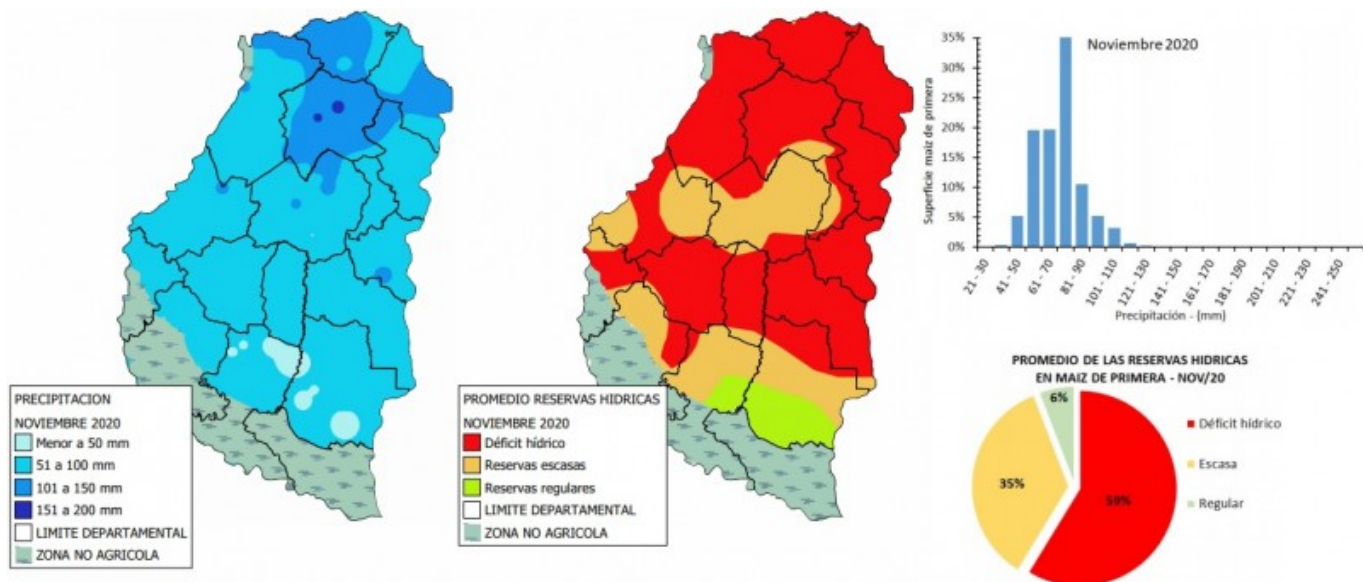 PRECIPITACION
NOVIEMBRE 2020
Menor a 50 mm
51 a 100 mm
101 a 150 mm
151 a 200 mm
LIMITE DEPARTAMENTAL
ZONA NO AGRICOLA
PROMEDIO RESERVAS HIDRICAS
NOVIEMBRE 2020
Déficit hídrico
Reservas escasas
Reservas regulares
LIMITE DEPARTAMENTAL
ZONA NO AGRICOLA
Noviembre 2020
Superficie maiz de primera
35%
30%
25%
20%
15%
10%
5%
0%
21 - 30
41 - 50
61 - 70
81 - 90
101 - 110
121 - 130
141 - 150
161 - 170
181 - 190
201 - 210
221 - 230
241 - 250
Precipitación - (mm)
PROMEDIO DE LAS RESERVAS HIDRICAS
EN MAIZ DE PRIMERA - NOV/20
6%
35%
59%
Déficit hídrico
Escasa
Regular